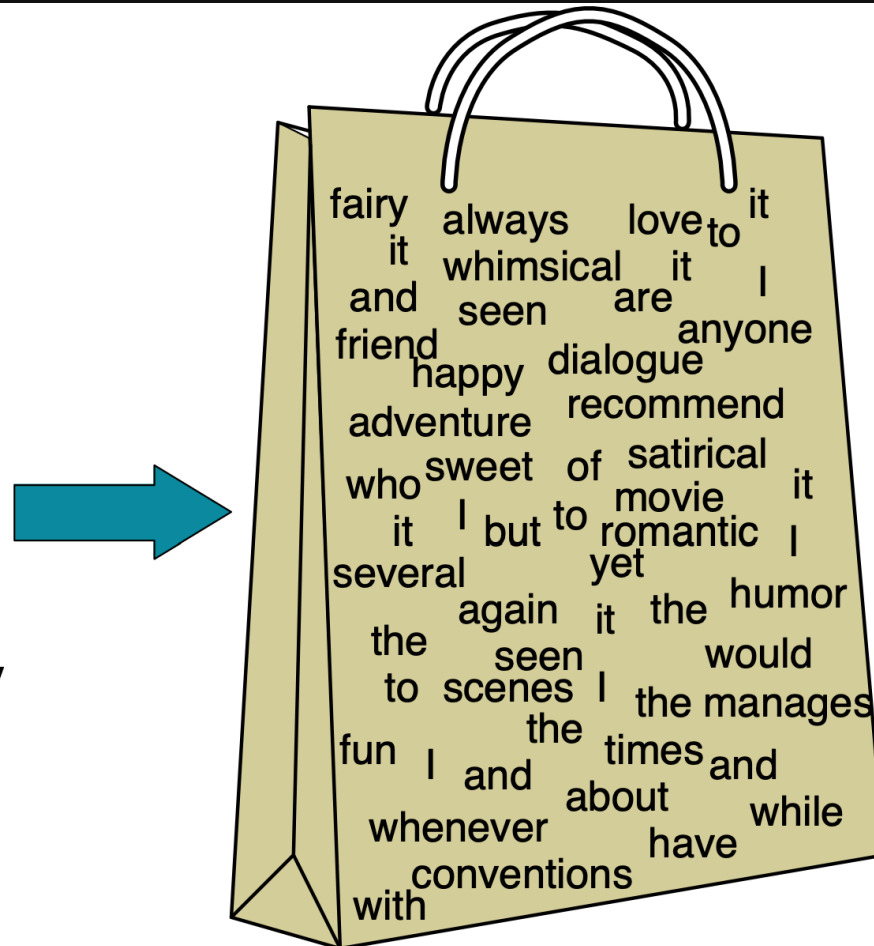 fairy always love to it
it whimsical it I
and seen are
friend anyone
happy dialogue
adventure recommend
who sweet of satirical it
it I but to movie
romantic I
several yet
again it the humor
the seen would
to scenes I the manages
fun the times and
I and about while
whenever have
conventions
with